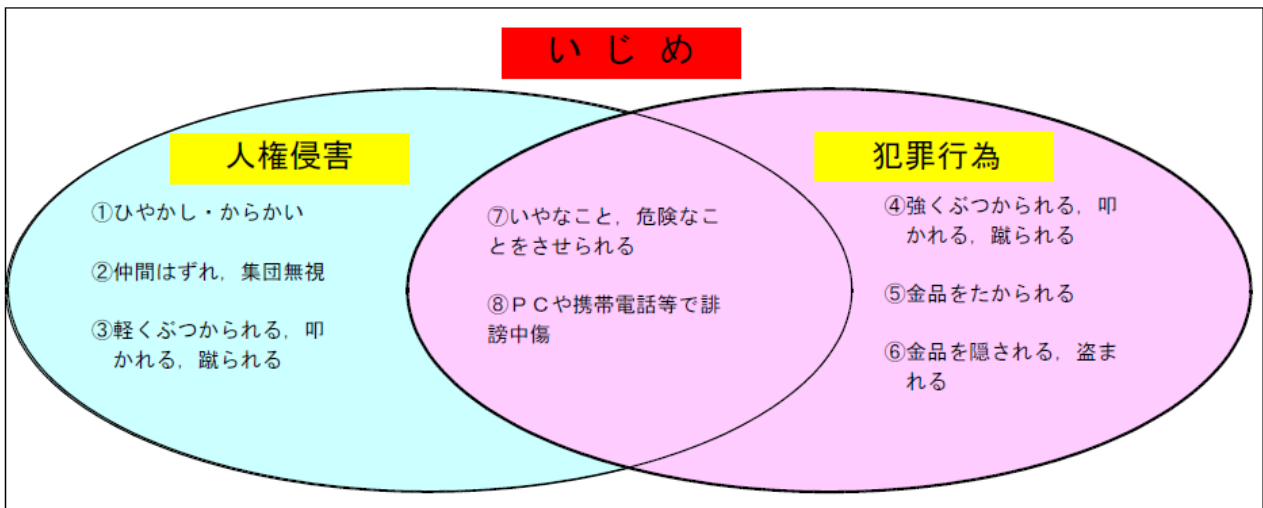 い じ め
人権侵害
①ひやかし・からかい
②仲間はずれ，集団無視
③軽くぶつかられる，叩
かれる，蹴られる
⑦いやなこと，危険なこ
とをさせられる
⑧ＰＣや携帯電話等で誹
謗中傷
犯罪行為
④強くぶつかられる，叩
かれる，蹴られる
⑤金品をたかられる
⑥金品を隠される，盗ま
れる